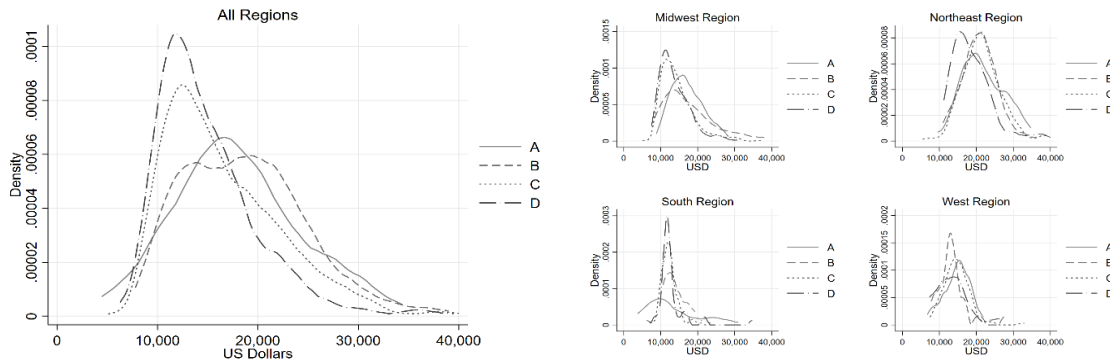 All Regions
Density
.0001
.00008
.00006
.00004
.00002
0
0 10,000 20,000 30,000 40,000
US Dollars
A
B
C
D
Midwest Region
Density
.00015
.0001
.00005
0
0 10,000 20,000 30,000 40,000
USD
A
B
C
D
Northeast Region
Density
.00008
.00006
.00004
.00002
0
0 10,000 20,000 30,000 40,000
USD
A
B
C
D
South Region
Density
.0003
.0002
.0001
0
0 10,000 20,000 30,000 40,000
USD
A
B
C
D
West Region
Density
.0002
.00015
.0001
.00005
0
0 10,000 20,000 30,000 40,000
USD
A
B
C
D